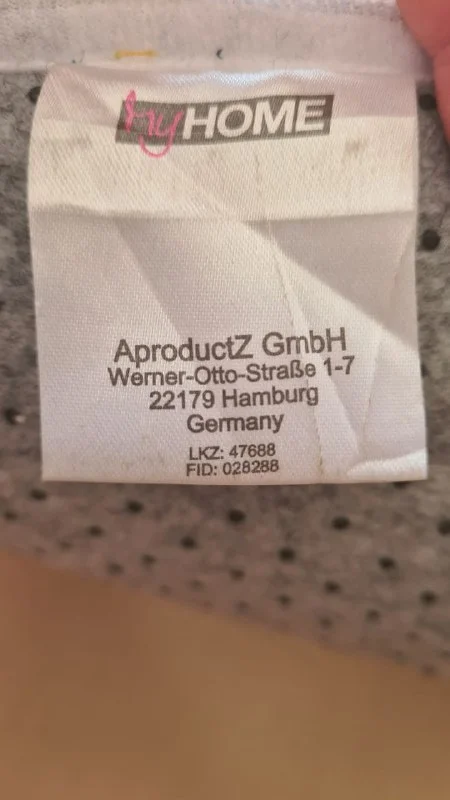 myHOME
AproductZ GmbH
Werner-Otto-Straße 1-7
22179 Hamburg
Germany
LKZ: 47688
FID: 028288